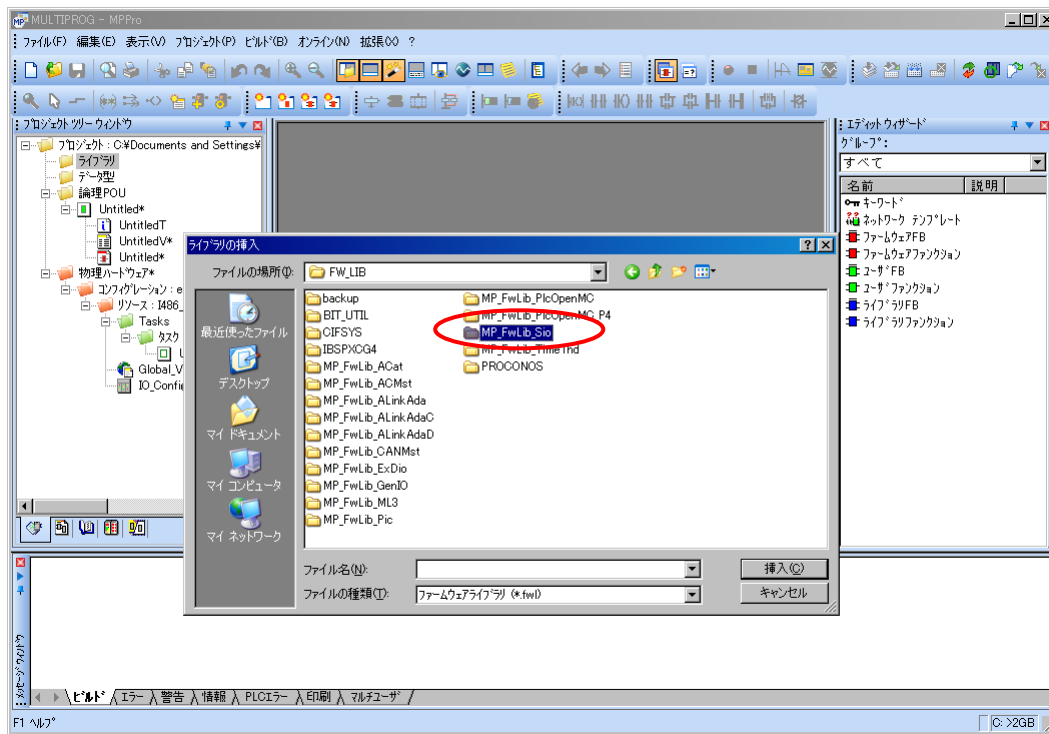 MULTIPROG - MPPro
ファイル(F) 編集(E) 表示(V) プロジェクト(P) ビルド(B) オンライン(N) 拡張(X) ?
プロジェクト ツリー ウィンドウ
プロジェクト : C:¥Documents and Settings¥
ライブラリ
データ型
論理POU
Untitled*
UntitledT
UntitledV*
Untitled*
物理ハードウェア*
コンフィグレーション : e
リソース : I486_
Tasks
タスク
Global_V
IO_Config
ライブラリの挿入
ファイルの場所(I):
FW_LIB
最近使ったファイル
デスクトップ
マイ ドキュメント
マイ コンピュータ
マイ ネットワーク
backup
BIT_UTIL
CIFSYS
IBSPXCG4
MP_FwLib_ACat
MP_FwLib_ACMst
MP_FwLib_ALinkAda
MP_FwLib_ALinkAdaC
MP_FwLib_ALinkAdaD
MP_FwLib_CANMst
MP_FwLib_ExDio
MP_FwLib_GenIO
MP_FwLib_ML3
MP_FwLib_Pic
MP_FwLib_PlcOpenMC
MP_FwLib_PlcOpenMC_P4
MP_FwLib_Sio
MP_FwLib_TimeTnd
PROCONOS
ファイル名(N):
挿入(C)
ファイルの種類(T):
ファームウェアライブラリ (*.fwl)
キャンセル
エディット ウィザード
グループ :
すべて
名前 説明
キーワード
ネットワーク テンプレート
ファームウェアFB
ファームウェアファンクション
ユーザFB
ユーザファンクション
ライブラリFB
ライブラリファンクション
メッセージ ウィンドウ
ビルド エラー 警告 情報 PLCエラー 印刷 マルチユーザ
F1 ヘルプ
C: >2GB